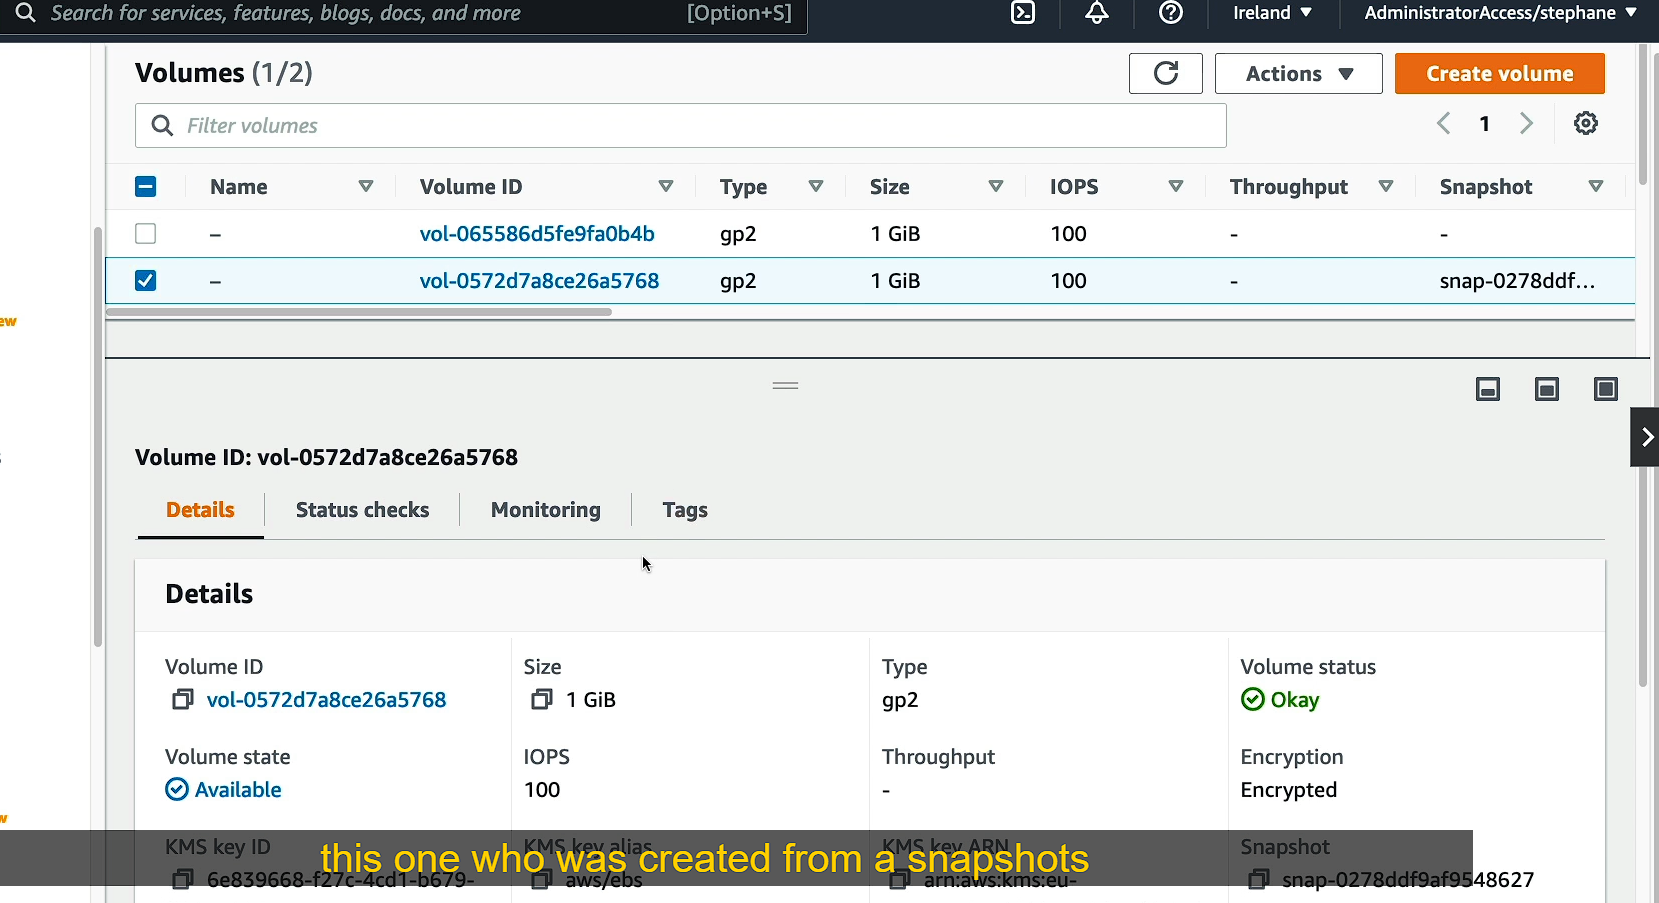 Search for services, features, blogs, docs, and more [Option+S] Ireland ▼ AdministratorAccess/stephane ▼
Volumes (1/2) Actions ▼ Create volume
Filter volumes 1
Name Volume ID Type Size IOPS Throughput Snapshot
– vol-065586d5fe9fa0b4b gp2 1 GiB 100 - -
– vol-0572d7a8ce26a5768 gp2 1 GiB 100 - snap-0278ddf...
ew
Volume ID: vol-0572d7a8ce26a5768
Details Status checks Monitoring Tags
Details
Volume ID Size Type Volume status
vol-0572d7a8ce26a5768 1 GiB gp2 Okay
Volume state IOPS Throughput Encryption
Available 100 - Encrypted
w
KMS key ID KMS key alias KMS key ARN Snapshot
this one who was created from a snapshots
6e839668-f27c-4cd1-b679- aws/ebs arn:aws:kms:eu- snap-0278ddf9af9548627